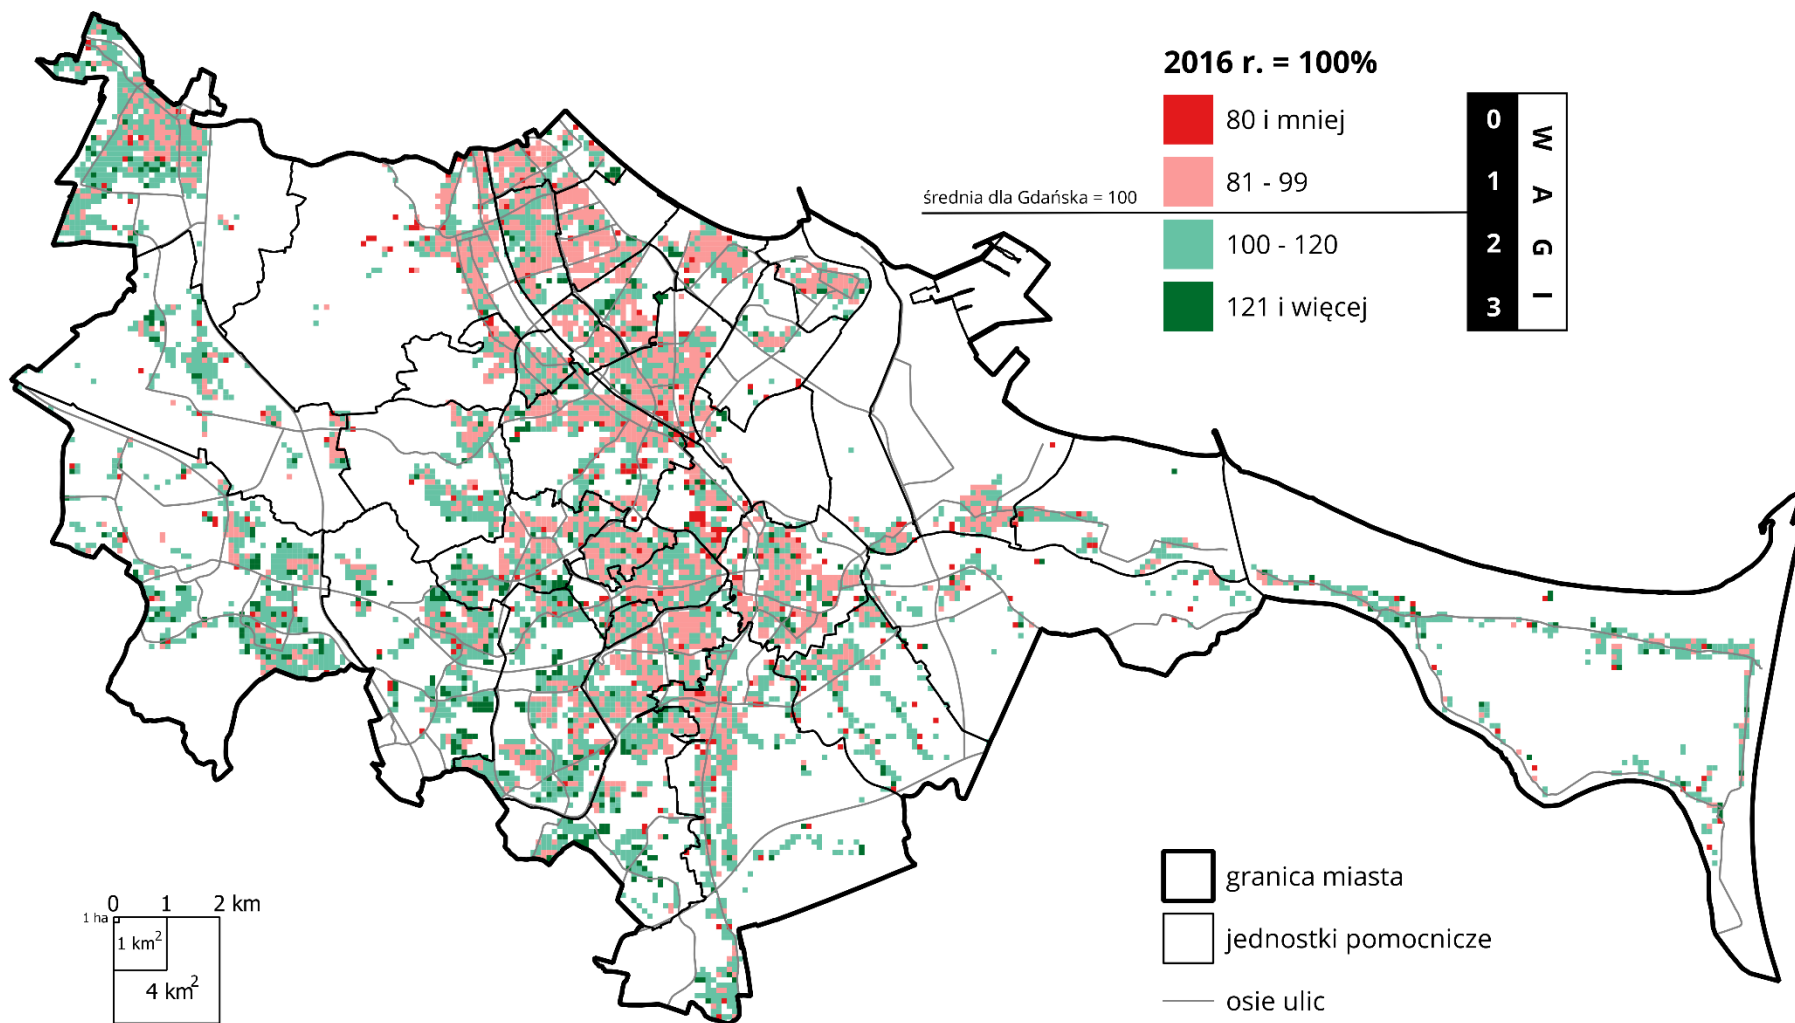 2016 r. = 100%
80 i mniej
81 - 99
średnia dla Gdańska = 100
100 - 120
121 i więcej
0
1
2
3
WAGI
granica miasta
jednostki pomocnicze
osie ulic
0 1 2 km
1 ha
1 km²
4 km²